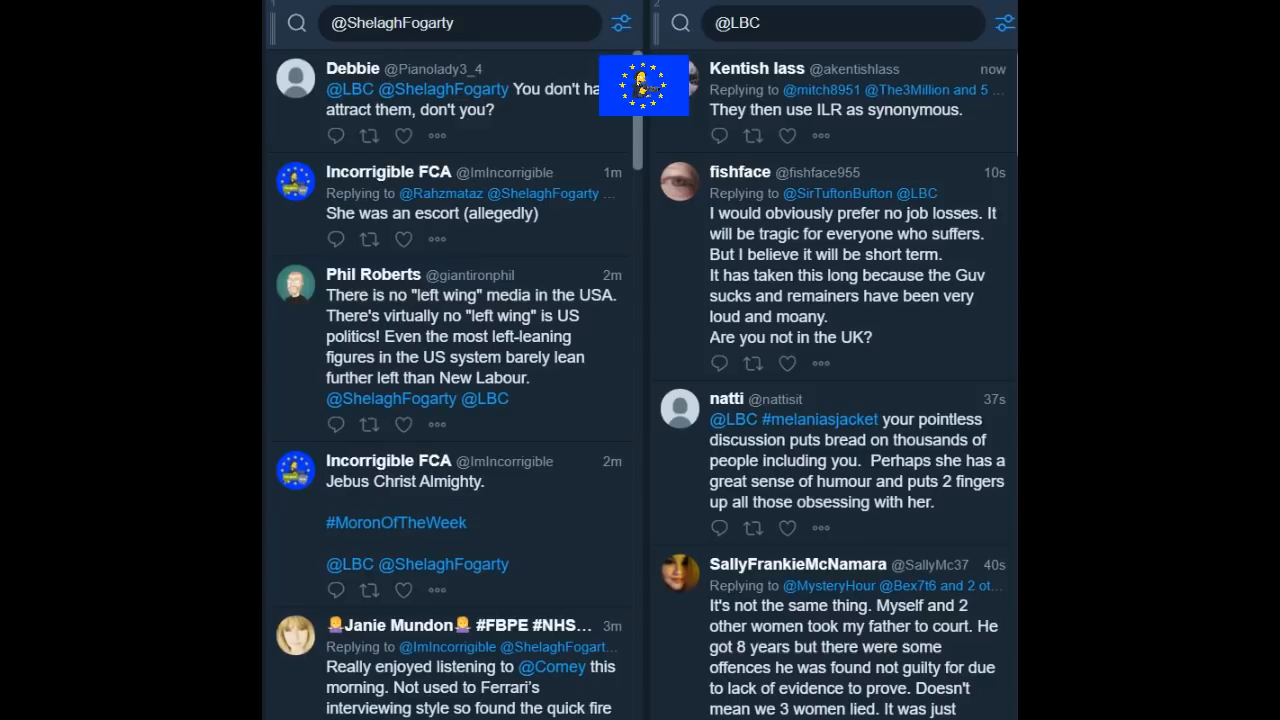 1
@ShelaghFogarty
Debbie @Pianolady3_4
@LBC @ShelaghFogarty You don't ha
attract them, don't you?
Incorrigible FCA @ImIncorrigible 1m
Replying to @Rahzmataz @ShelaghFogarty ...
She was an escort (allegedly)
Phil Roberts @giantironphil 2m
There is no "left wing" media in the USA.
There's virtually no "left wing" is US
politics! Even the most left-leaning
figures in the US system barely lean
further left than New Labour.
@ShelaghFogarty @LBC
Incorrigible FCA @ImIncorrigible 2m
Jebus Christ Almighty.
#MoronOfTheWeek
@LBC @ShelaghFogarty
Janie Mundon #FBPE #NHS... 3m
Replying to @ImIncorrigible @ShelaghFogart...
Really enjoyed listening to @Comey this
morning. Not used to Ferrari's
interviewing style so found the quick fire
2
@LBC
Kentish lass @akentishlass now
Replying to @mitch8951 @The3Million and 5 ...
They then use ILR as synonymous.
fishface @fishface955 10s
Replying to @SirTuftonBufton @LBC
I would obviously prefer no job losses. It
will be tragic for everyone who suffers.
But I believe it will be short term.
It has taken this long because the Guv
sucks and remainers have been very
loud and moany.
Are you not in the UK?
natti @nattisit 37s
@LBC #melaniasjacket your pointless
discussion puts bread on thousands of
people including you. Perhaps she has a
great sense of humour and puts 2 fingers
up all those obsessing with her.
SallyFrankieMcNamara @SallyMc37 40s
Replying to @MysteryHour @Bex7t6 and 2 ot...
It's not the same thing. Myself and 2
other women took my father to court. He
got 8 years but there were some
offences he was found not guilty for due
to lack of evidence to prove. Doesn't
mean we 3 women lied. It was just